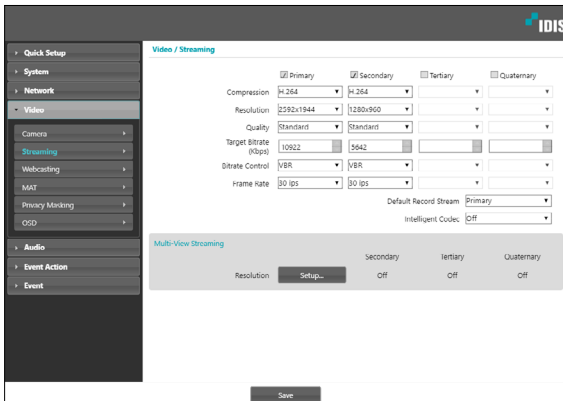 IDIS
Quick Setup
System
Network
Video
Camera
Streaming
Webcasting
MAT
Privacy Masking
OSD
Audio
Event Action
Event
Video / Streaming
Primary Secondary Tertiary Quaternary
Compression H.264 H.264
Resolution 2592x1944 1280x960
Quality Standard Standard
Target Bitrate
(Kbps) 10922 5642
Bitrate Control VBR VBR
Frame Rate 30 ips 30 ips
Default Record Stream Primary
Intelligent Codec Off
Multi-View Streaming
Secondary Tertiary Quaternary
Resolution Setup... Off Off Off
Save